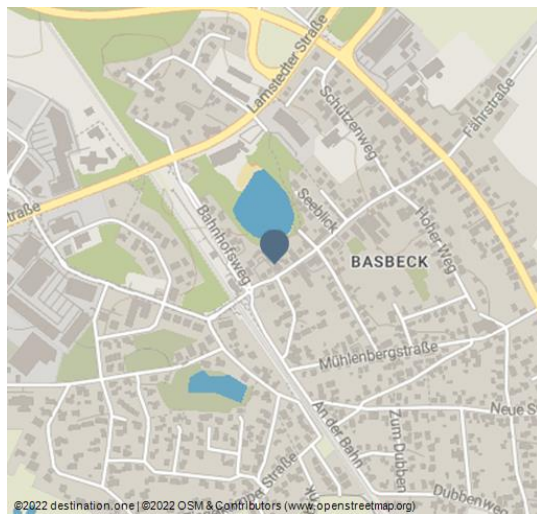 Lamstedter Straße
Fährstraße
Schützenweg
Seeblick
straße
Bahnhofsweg
Hoher Weg
BASBECK
Mühlenbergstraße
An der Bahn
Neue S
Zum Dubben
Straße
Dubbenweg
©2022 destination.one | ©2022 OSM & Contributors (www.openstreetmap.org)